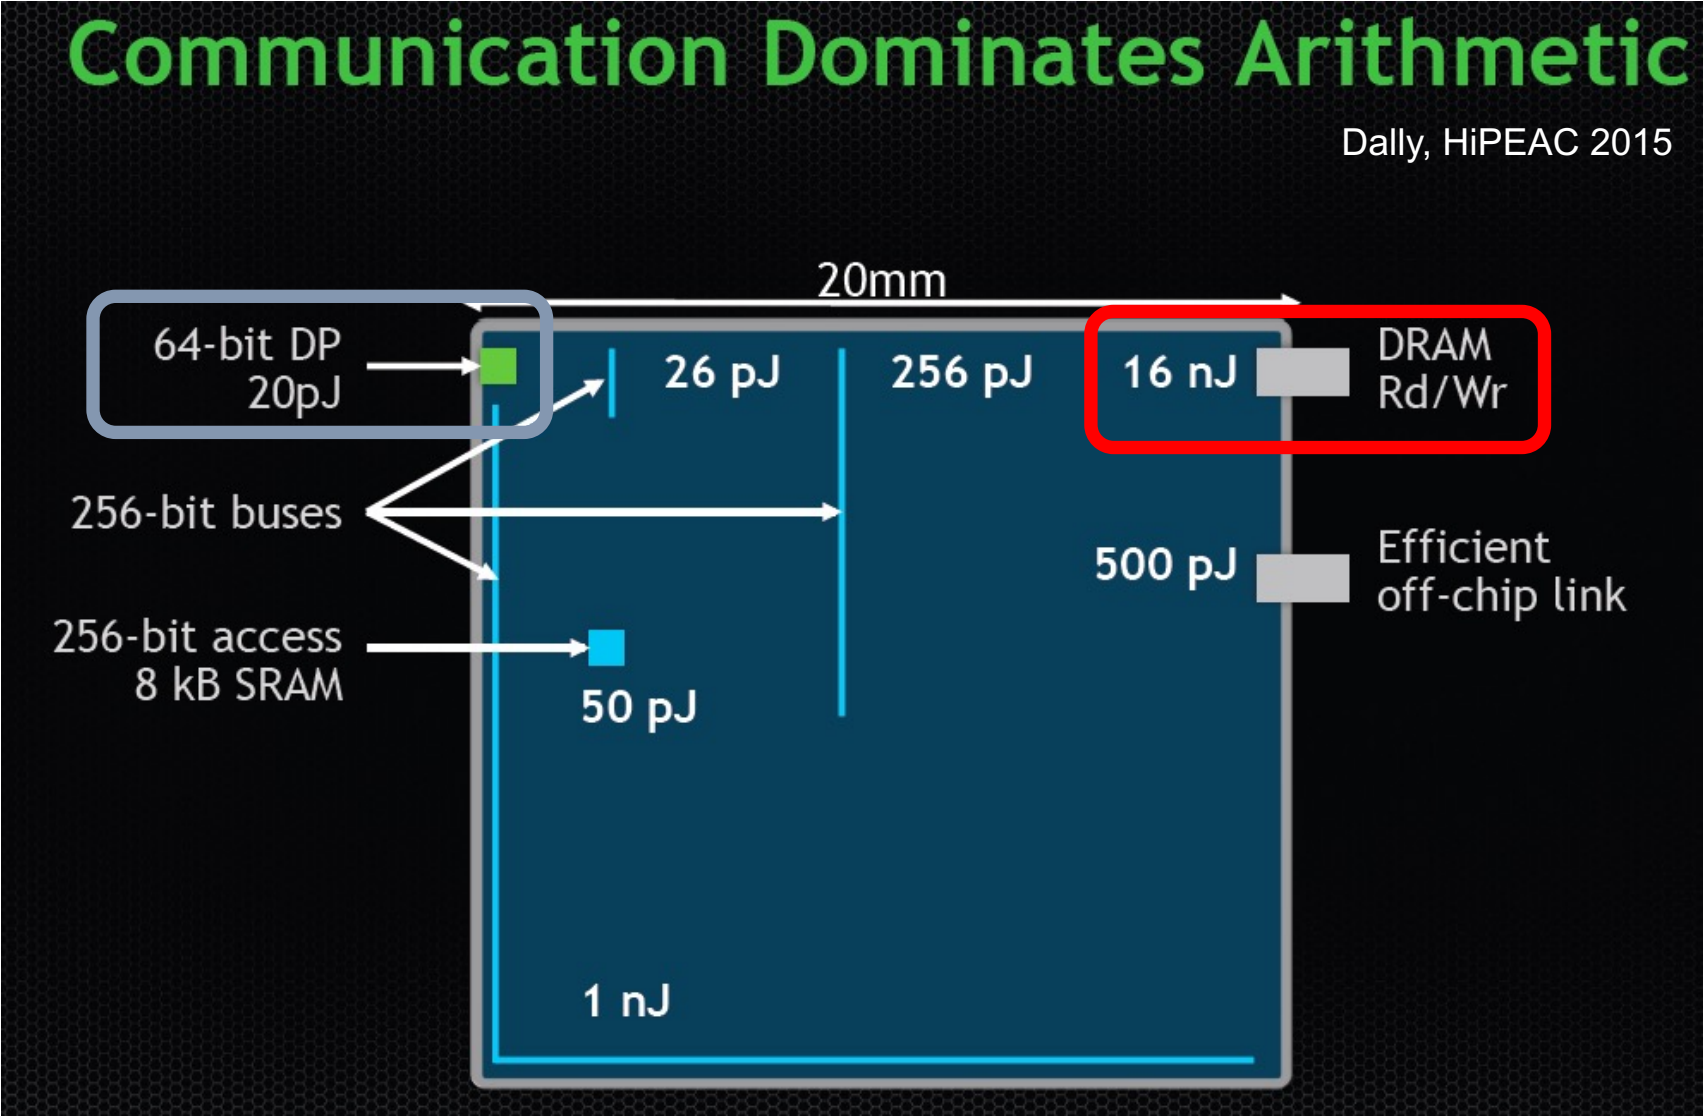 Communication Dominates Arithmetic
Dally, HiPEAC 2015
20mm
64-bit DP
20pJ
26 pJ
256 pJ
16 nJ
DRAM
Rd/Wr
256-bit buses
500 pJ
Efficient
off-chip link
256-bit access
8 kB SRAM
50 pJ
1 nJ